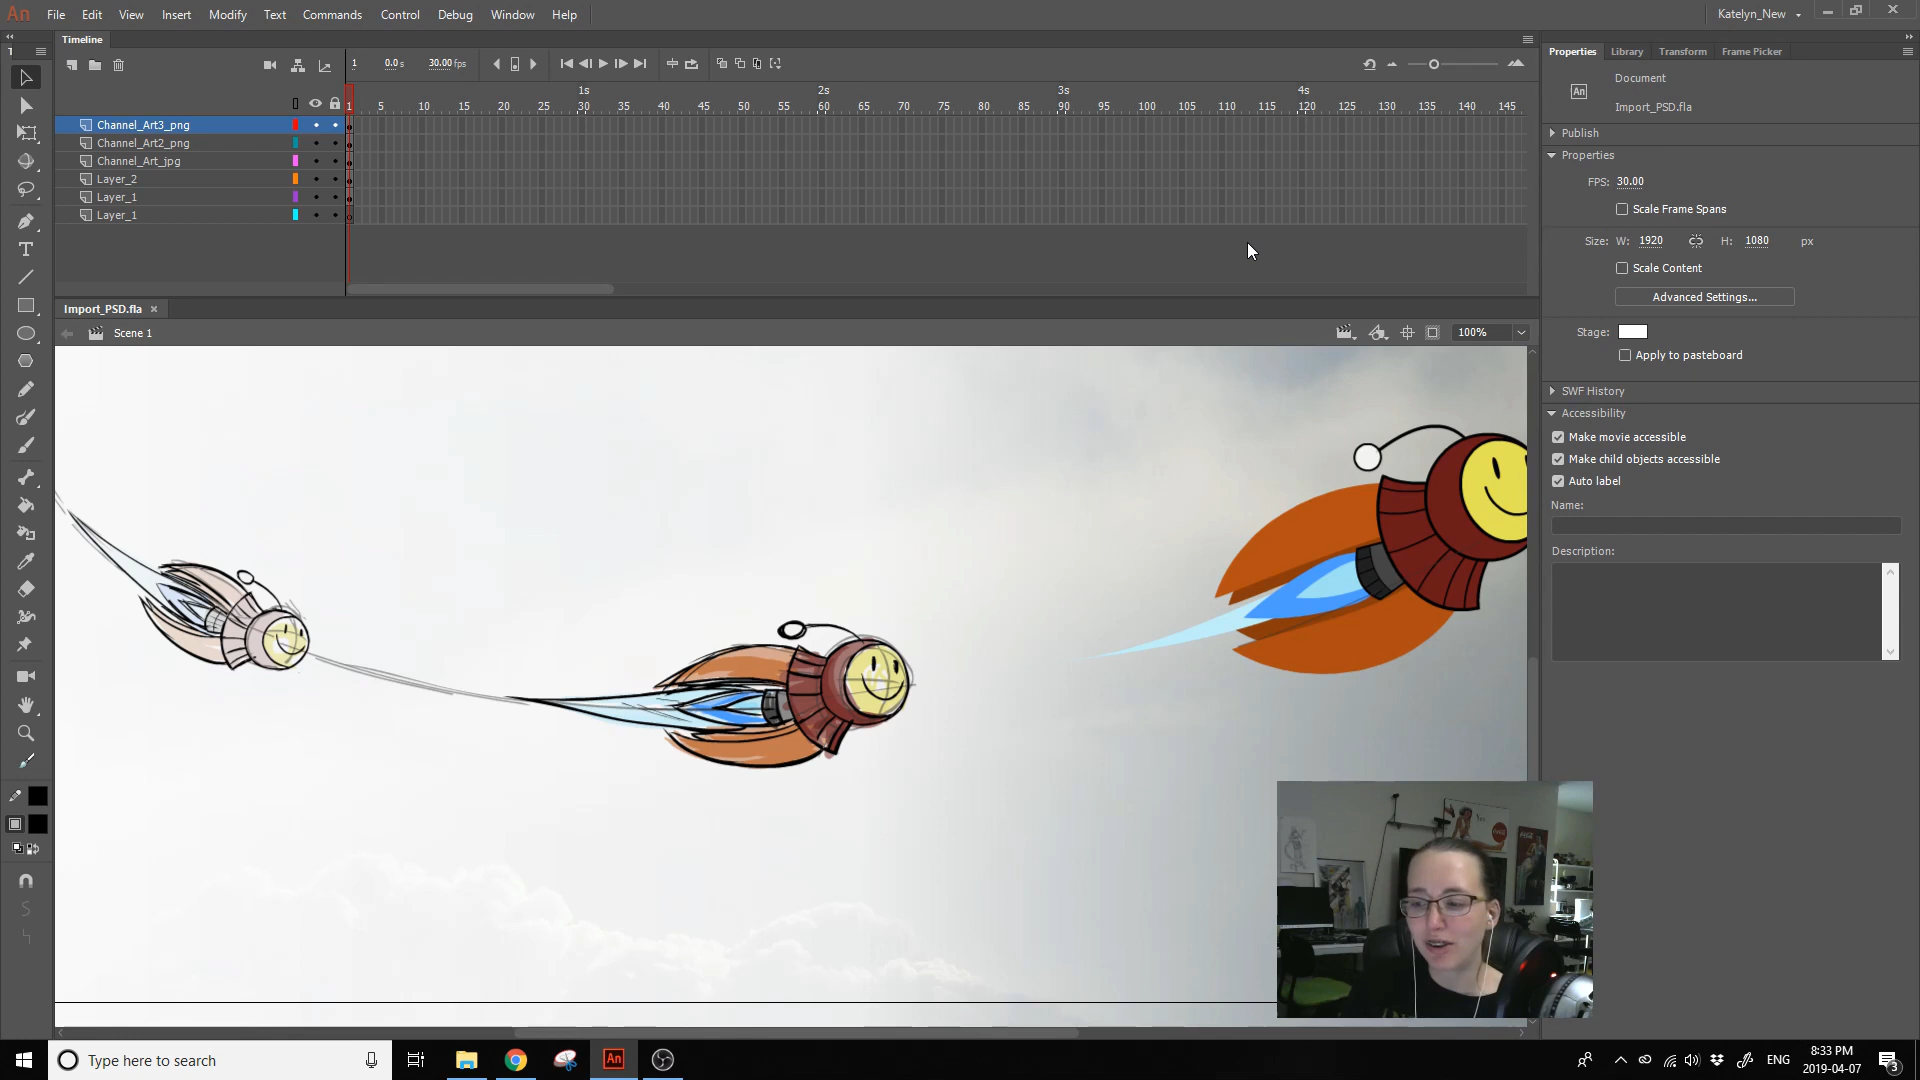 An File Edit View Insert Modify Text Commands Control Debug Window Help Katelyn_New
Timeline
Properties Library Transform Frame Picker
1 0.0 s 30.00 fps
Document
An
Import_PSD.fla
1s 2s 3s 4s
1 5 10 15 20 25 30 35 40 45 50 55 60 65 70 75 80 85 90 95 100 105 110 115 120 125 130 135 140 145
Channel_Art3_png
Channel_Art2_png
Channel_Art_jpg
Layer_2
Layer_1
Layer_1
Publish
Properties
FPS: 30.00
Scale Frame Spans
Size: W: 1920 H: 1080 px
Scale Content
Advanced Settings...
Stage:
Apply to pasteboard
SWF History
Accessibility
Make movie accessible
Make child objects accessible
Auto label
Name:
Description:
Import_PSD.fla
Scene 1
100%
Type here to search
An
ENG
8:33 PM
2019-04-07
3